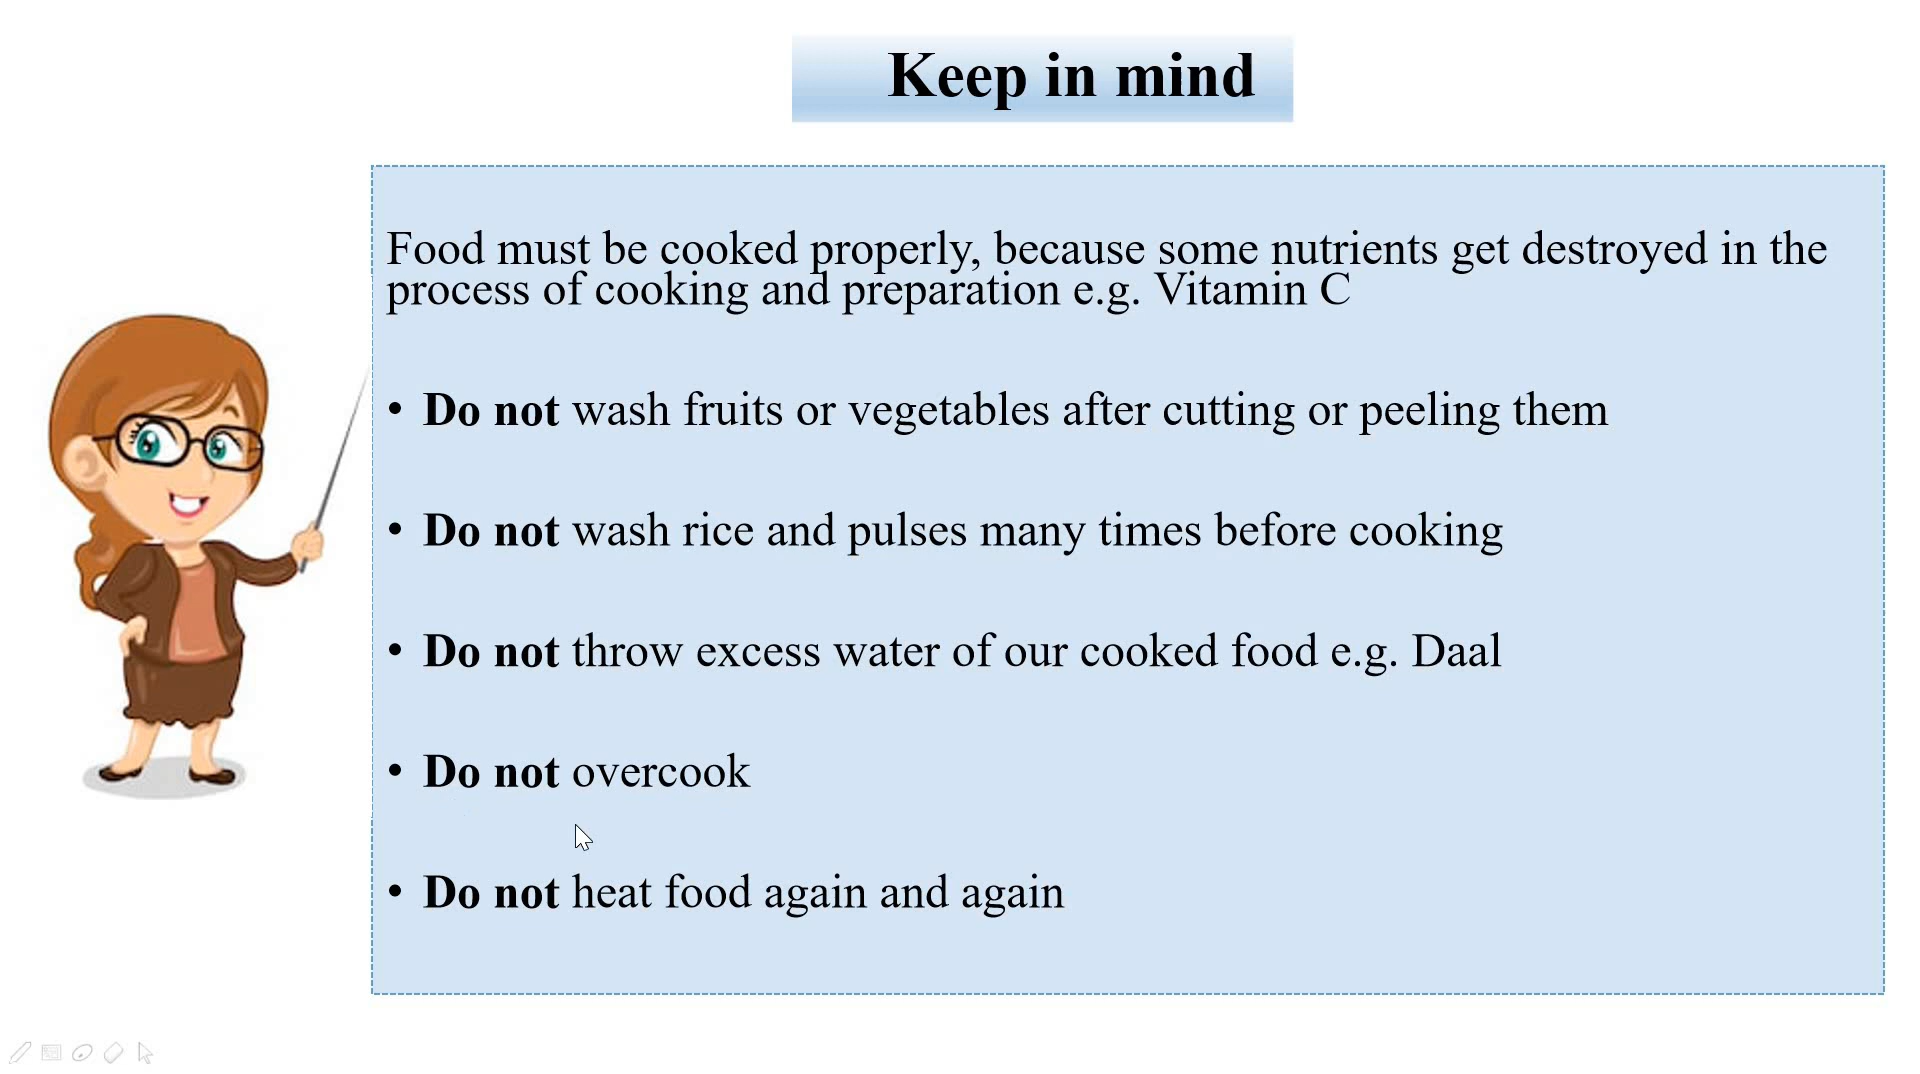 Keep in mind
Food must be cooked properly, because some nutrients get destroyed in the
process of cooking and preparation e.g. Vitamin C
• Do not wash fruits or vegetables after cutting or peeling them
• Do not wash rice and pulses many times before cooking
• Do not throw excess water of our cooked food e.g. Daal
• Do not overcook
• Do not heat food again and again